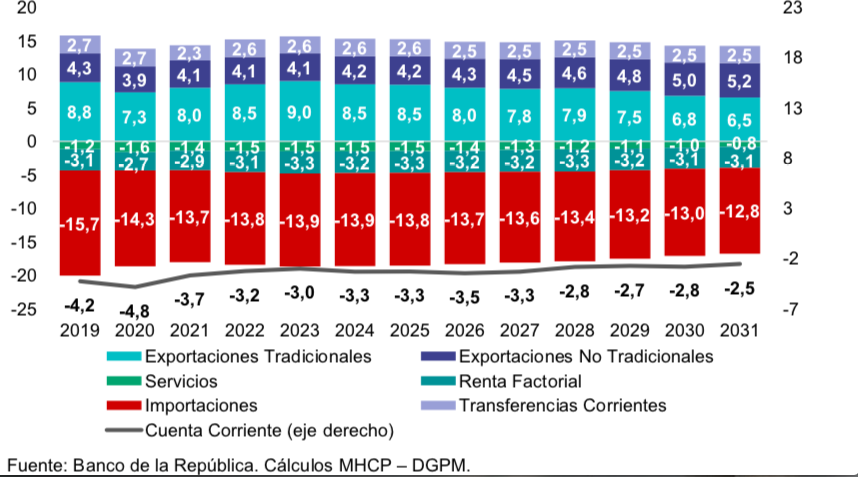 20 23
2,7 2,7 2,3 2,6 2,6 2,6 2,6 2,5 2,5 2,5 2,5 2,5 2,5
15 18
4,3 3,9 4,1 4,1 4,1 4,2 4,2 4,3 4,5 4,6 4,8 5,0 5,2
10
8,8 7,3 8,0 8,5 9,0 8,5 8,5 8,0 7,8 7,9 7,5 6,8 6,5
5 13
0
-1,2 -1,6 -1,4 -1,5 -1,5 -1,5 -1,5 -1,4 -1,3 -1,2 -1,1 -1,0 -0,8
-3,1 -2,7 -2,9 -3,1 -3,3 -3,2 -3,3 -3,2 -3,2 -3,3 -3,2 -3,1 -3,1
-5 8
-10 3
-15,7 -14,3 -13,7 -13,8 -13,9 -13,9 -13,8 -13,7 -13,6 -13,4 -13,2 -13,0 -12,8
-15
-20 -2
-4,2 -4,8 -3,7 -3,2 -3,0 -3,3 -3,3 -3,5 -3,3 -2,8 -2,7 -2,8 -2,5
-25 -7
2019 2020 2021 2022 2023 2024 2025 2026 2027 2028 2029 2030 2031
Exportaciones Tradicionales Exportaciones No Tradicionales
Servicios Renta Factorial
Importaciones Transferencias Corrientes
Cuenta Corriente (eje derecho)
Fuente: Banco de la República. Cálculos MHCP – DGPM.